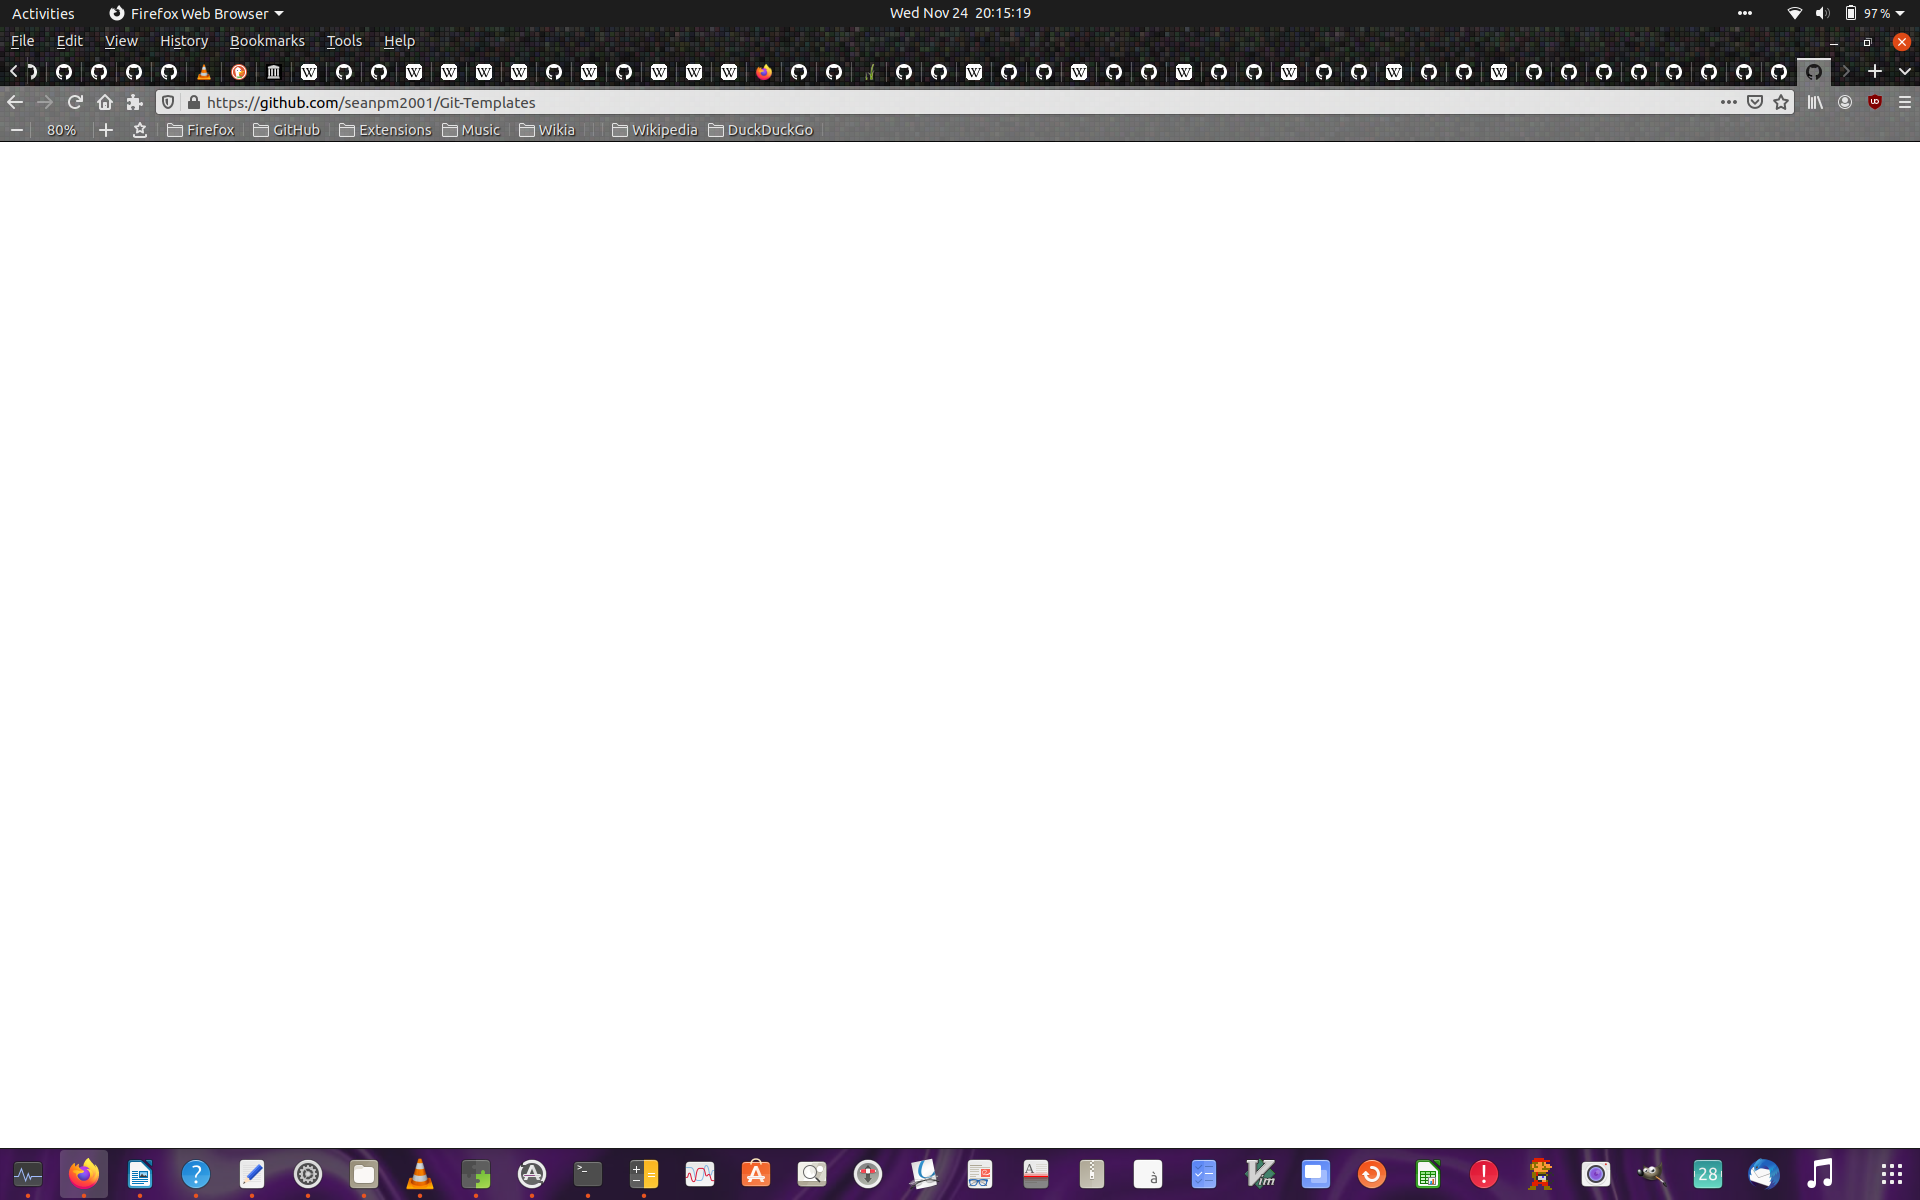 Activities Firefox Web Browser Wed Nov 24 20:15:19 97 %
File Edit View History Bookmarks Tools Help
https://github.com/seanpm2001/Git-Templates
80% Firefox GitHub Extensions Music Wikia Wikipedia DuckDuckGo
28